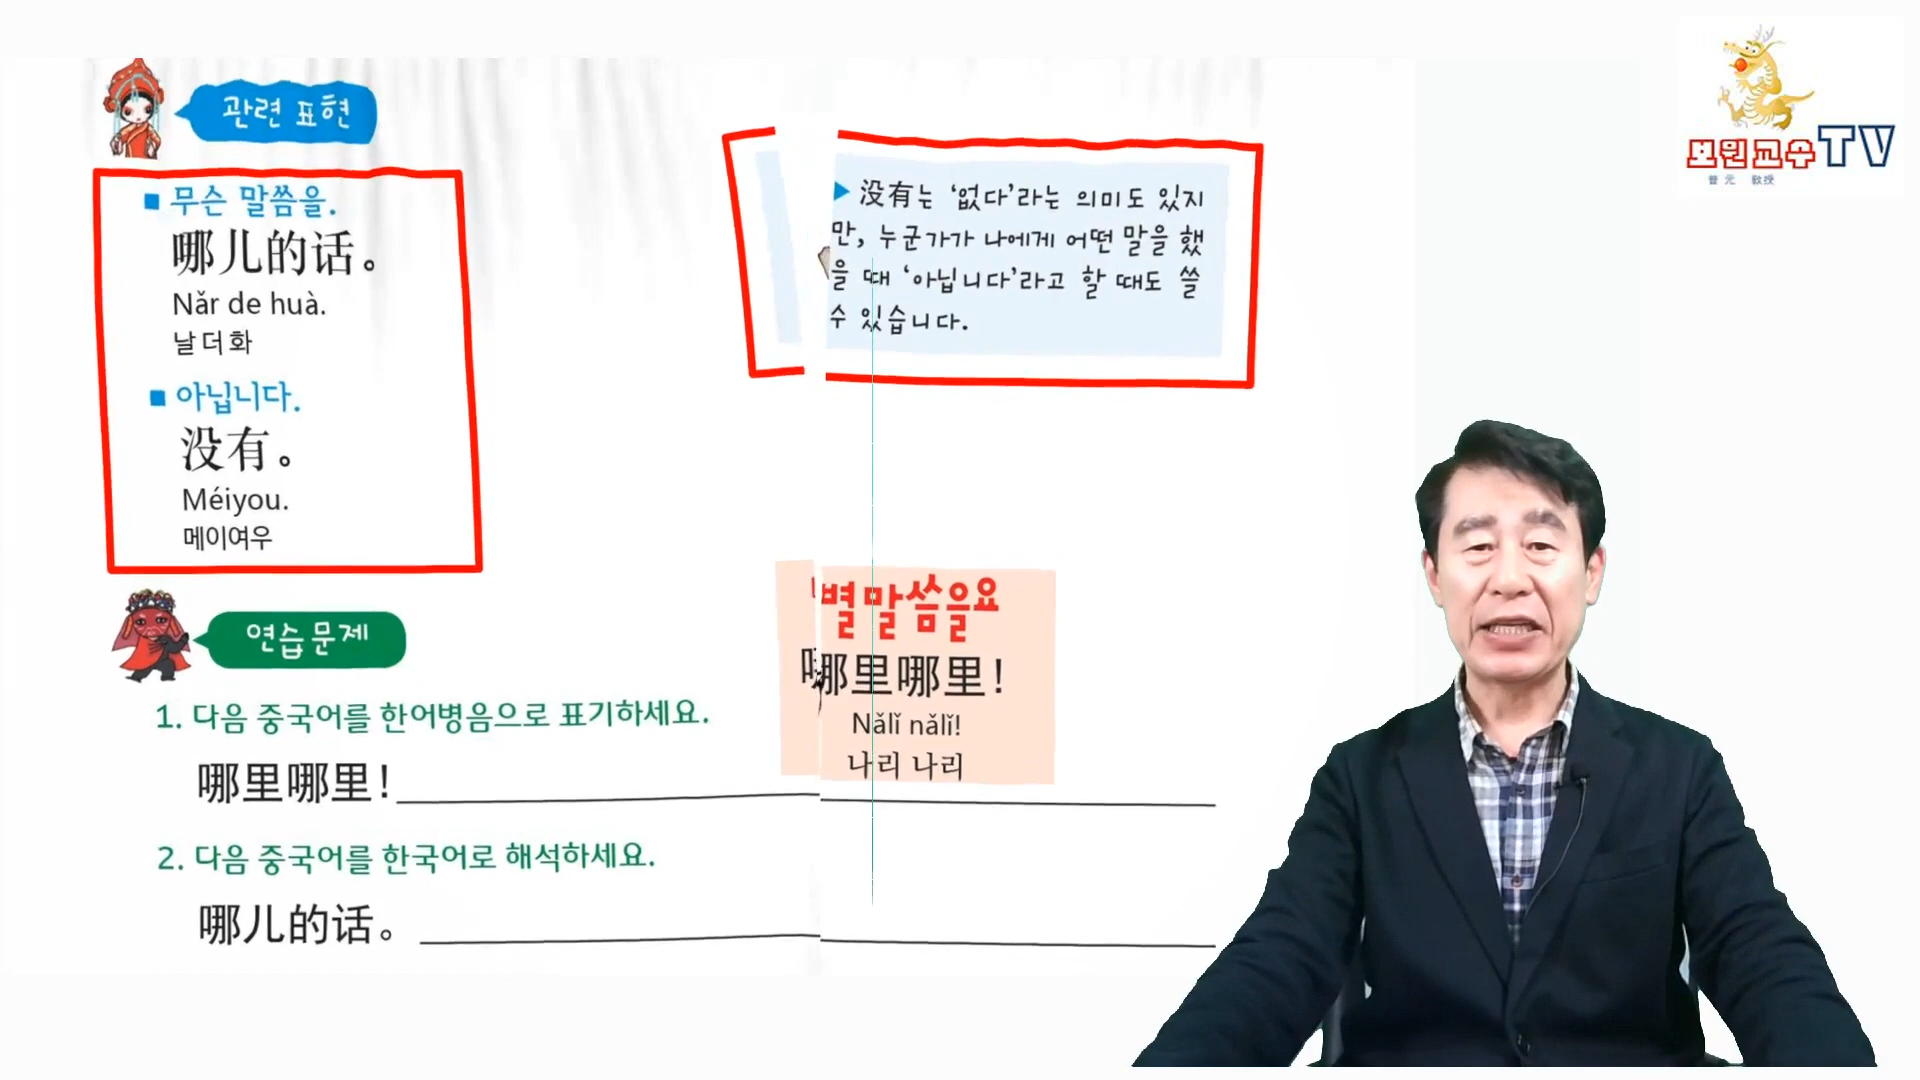 관련 표현
■ 무슨 말씀을.
哪儿的话。
Nǎr de huà.
날 더 화
■ 아닙니다.
没有。
Méiyou.
메이여우
▶ 没有는 ‘없다’라는 의미도 있지
만, 누군가가 나에게 어떤 말을 했
을 때 ‘아닙니다’라고 할 때도 쓸
수 있습니다.
별말씀을요
哪里哪里!
Nǎlǐ nǎlǐ!
나리 나리
연습 문제
1. 다음 중국어를 한어병음으로 표기하세요.
哪里哪里!
2. 다음 중국어를 한국어로 해석하세요.
哪儿的话。
보원교수TV
普元 敎授